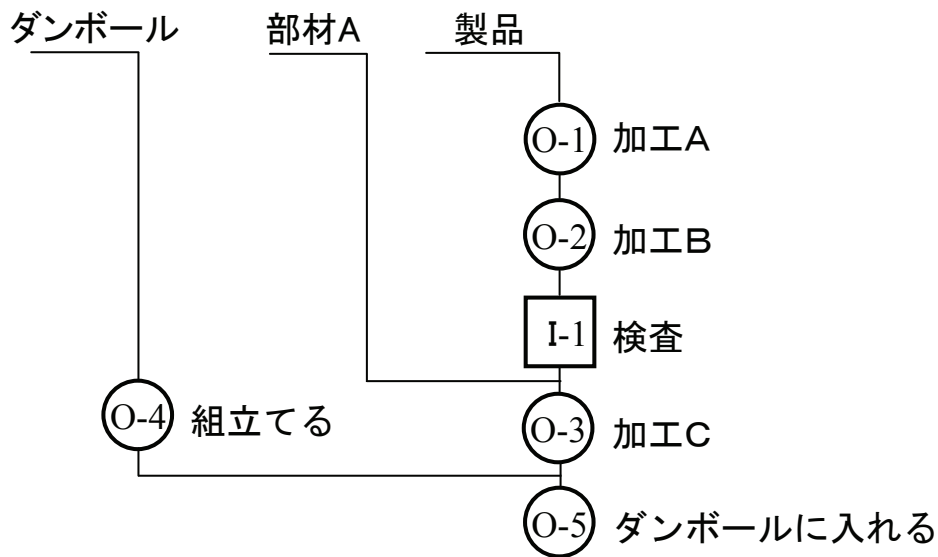 ダンボール 部材A 製品
O-1 加工A
O-2 加工B
I-1 検査
O-4 組立てる O-3 加工C
O-5 ダンボールに入れる